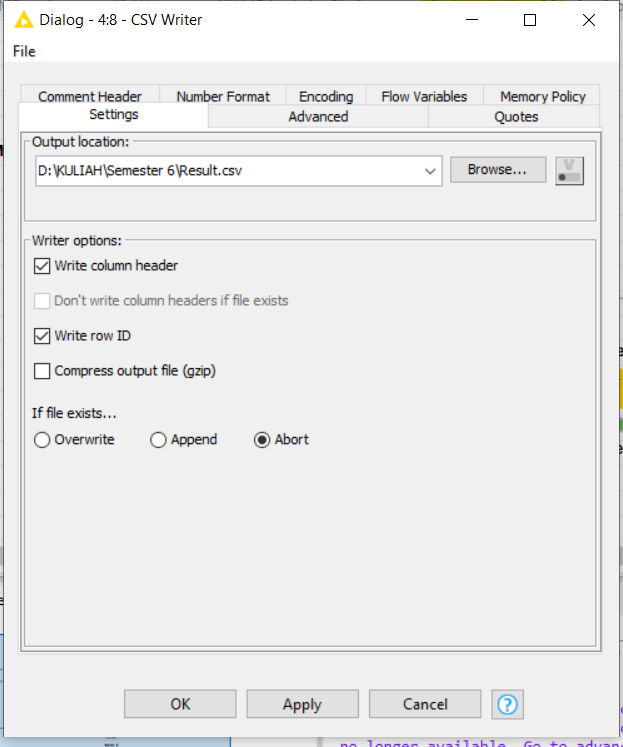 Dialog - 4:8 - CSV Writer
File
Comment Header Number Format Encoding Flow Variables Memory Policy
Settings Advanced Quotes
Output location:
D:\KULIAH\Semester 6\Result.csv Browse... V
Writer options:
Write column header
Don't write column headers if file exists
Write row ID
Compress output file (gzip)
If file exists...
Overwrite Append Abort
OK Apply Cancel ?
no longer available. Go to advan